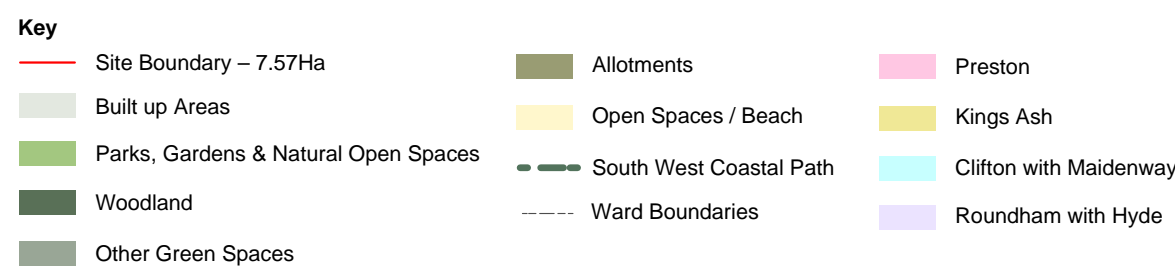 Key
Site Boundary – 7.57Ha
Built up Areas
Parks, Gardens & Natural Open Spaces
Woodland
Other Green Spaces
Allotments
Open Spaces / Beach
South West Coastal Path
Ward Boundaries
Preston
Kings Ash
Clifton with Maidenway
Roundham with Hyde